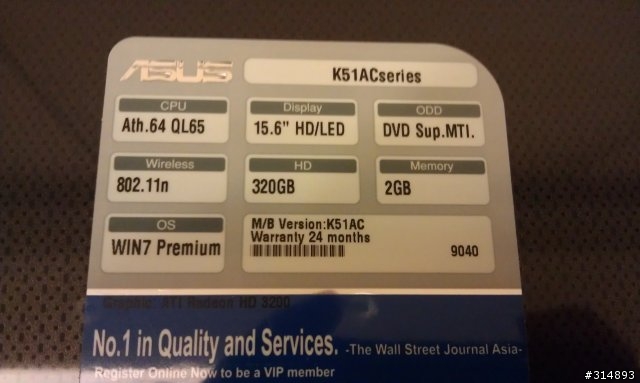 ASUS
K51ACseries
CPU
Ath.64 QL65
Display
15.6" HD/LED
ODD
DVD Sup.MTI.
Wireless
802.11n
HD
320GB
Memory
2GB
OS
WIN7 Premium
M/B Version:K51AC
Warranty 24 months
9040
Graphic: ATI Radeon HD 3200
No.1 in Quality and Services. -The Wall Street Journal Asia-
Register Online Now to be a VIP member
#314893